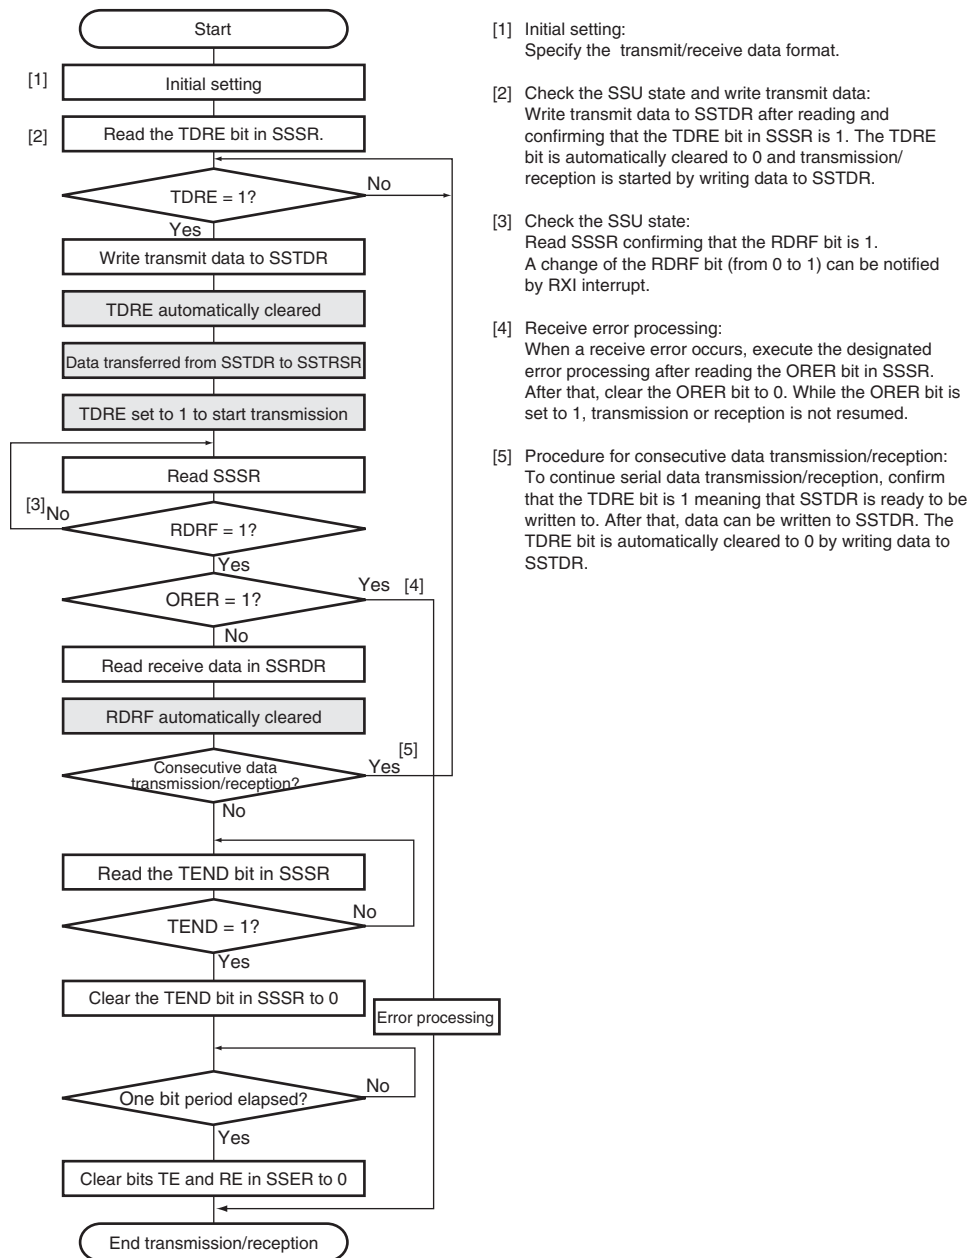 Start
[1]
Initial setting
[2]
Read the TDRE bit in SSSR.
TDRE = 1?
No
Yes
Write transmit data to SSTDR
TDRE automatically cleared
Data transferred from SSTDR to SSTRSR
TDRE set to 1 to start transmission
Read SSSR
[3]
No
RDRF = 1?
Yes
ORER = 1?
Yes
[4]
No
Read receive data in SSRDR
RDRF automatically cleared
Consecutive data
transmission/reception?
[5]
Yes
No
Read the TEND bit in SSSR
TEND = 1?
No
Yes
Clear the TEND bit in SSSR to 0
Error processing
One bit period elapsed?
No
Yes
Clear bits TE and RE in SSER to 0
End transmission/reception
[1] Initial setting:
Specify the transmit/receive data format.
[2] Check the SSU state and write transmit data:
Write transmit data to SSTDR after reading and
confirming that the TDRE bit in SSSR is 1. The TDRE
bit is automatically cleared to 0 and transmission/
reception is started by writing data to SSTDR.
[3] Check the SSU state:
Read SSSR confirming that the RDRF bit is 1.
A change of the RDRF bit (from 0 to 1) can be notified
by RXI interrupt.
[4] Receive error processing:
When a receive error occurs, execute the designated
error processing after reading the ORER bit in SSSR.
After that, clear the ORER bit to 0. While the ORER bit is
set to 1, transmission or reception is not resumed.
[5] Procedure for consecutive data transmission/reception:
To continue serial data transmission/reception, confirm
that the TDRE bit is 1 meaning that SSTDR is ready to be
written to. After that, data can be written to SSTDR. The
TDRE bit is automatically cleared to 0 by writing data to
SSTDR.